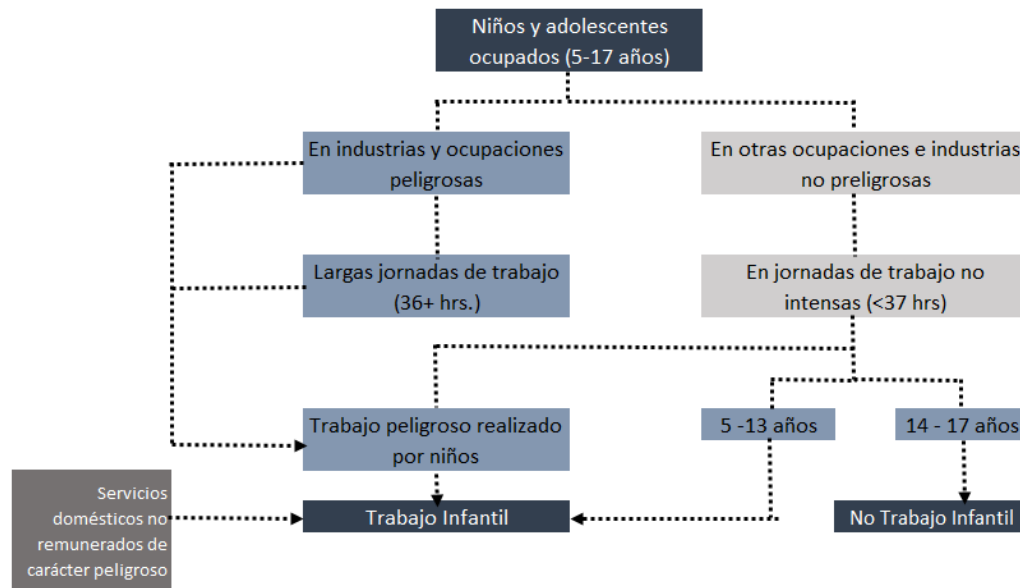 Niños y adolescentes
ocupados (5-17 años)
En industrias y ocupaciones
peligrosas
En otras ocupaciones e industrias
no preligrosas
Largas jornadas de trabajo
(36+ hrs.)
En jornadas de trabajo no
intensas (<37 hrs)
Trabajo peligroso realizado
por niños
5 -13 años
14 - 17 años
Servicios
domésticos no
remunerados de
carácter peligroso
Trabajo Infantil
No Trabajo Infantil